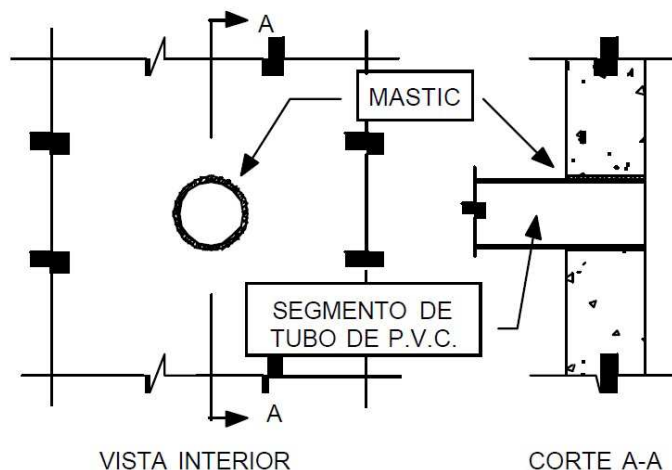 A
MASTIC
SEGMENTO DE
TUBO DE P.V.C.
A
VISTA INTERIOR
CORTE A-A